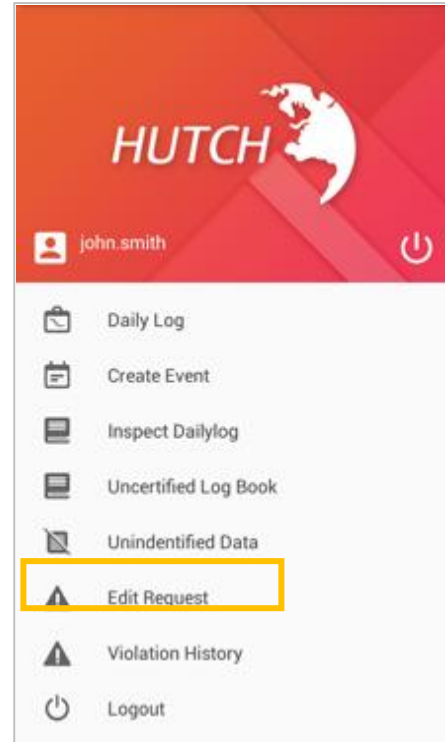 HUTCH
john.smith
Daily Log
Create Event
Inspect Dailylog
Uncertified Log Book
Unindentified Data
Edit Request
Violation History
Logout